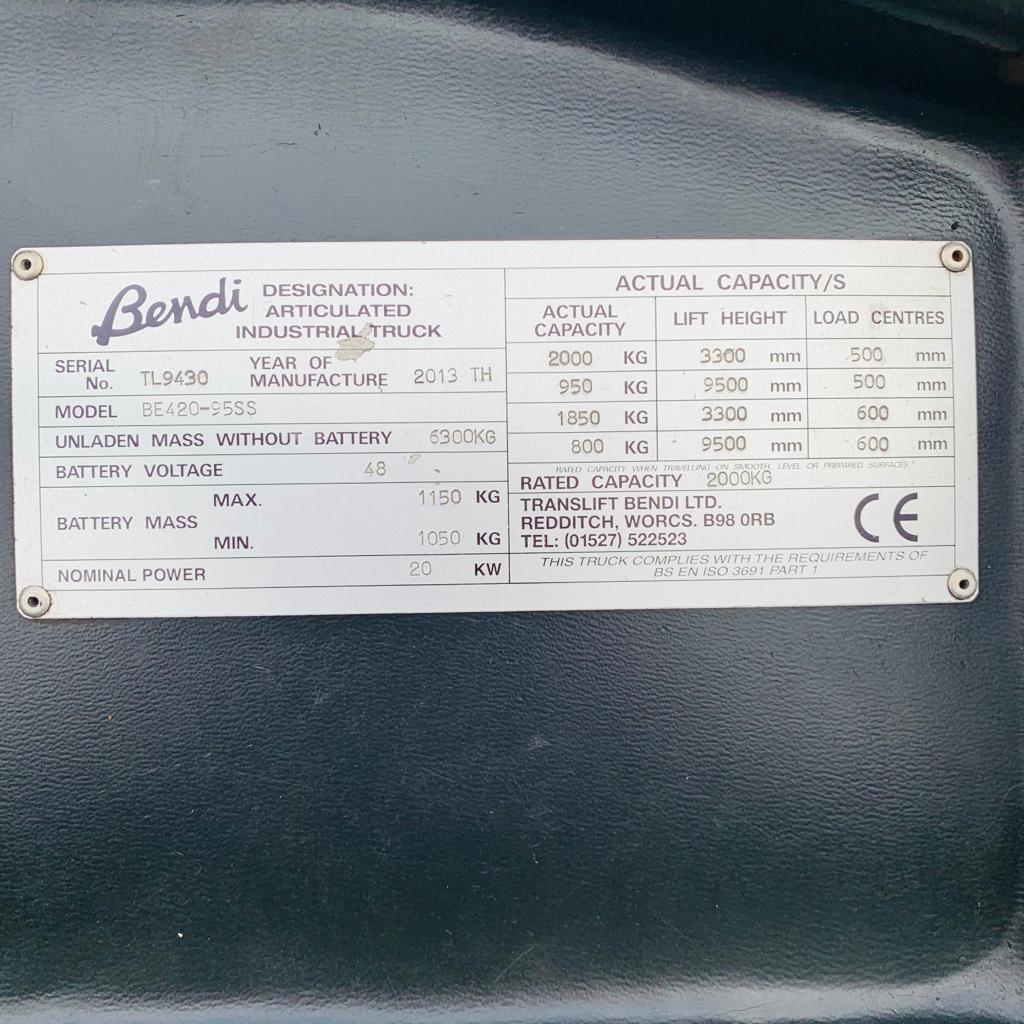 Bendi DESIGNATION:
ARTICULATED
INDUSTRIAL TRUCK
SERIAL No. TL9430 YEAR OF MANUFACTURE 2013 TH
MODEL BE420-95SS
UNLADEN MASS WITHOUT BATTERY 6300KG
BATTERY VOLTAGE 48
BATTERY MASS MAX. 1150 KG
MIN. 1050 KG
NOMINAL POWER 20 KW
ACTUAL CAPACITY/S
ACTUAL CAPACITY LIFT HEIGHT LOAD CENTRES
2000 KG 3300 mm 500 mm
950 KG 9500 mm 500 mm
1850 KG 3300 mm 600 mm
800 KG 9500 mm 600 mm
RATED CAPACITY WHEN TRAVELLING ON SMOOTH, LEVEL OR PREPARED SURFACES."
RATED CAPACITY 2000KG
TRANSLIFT BENDI LTD.
REDDITCH, WORCS. B98 0RB
TEL: (01527) 522523
CE
THIS TRUCK COMPLIES WITH THE REQUIREMENTS OF
BS EN ISO 3691 PART 1